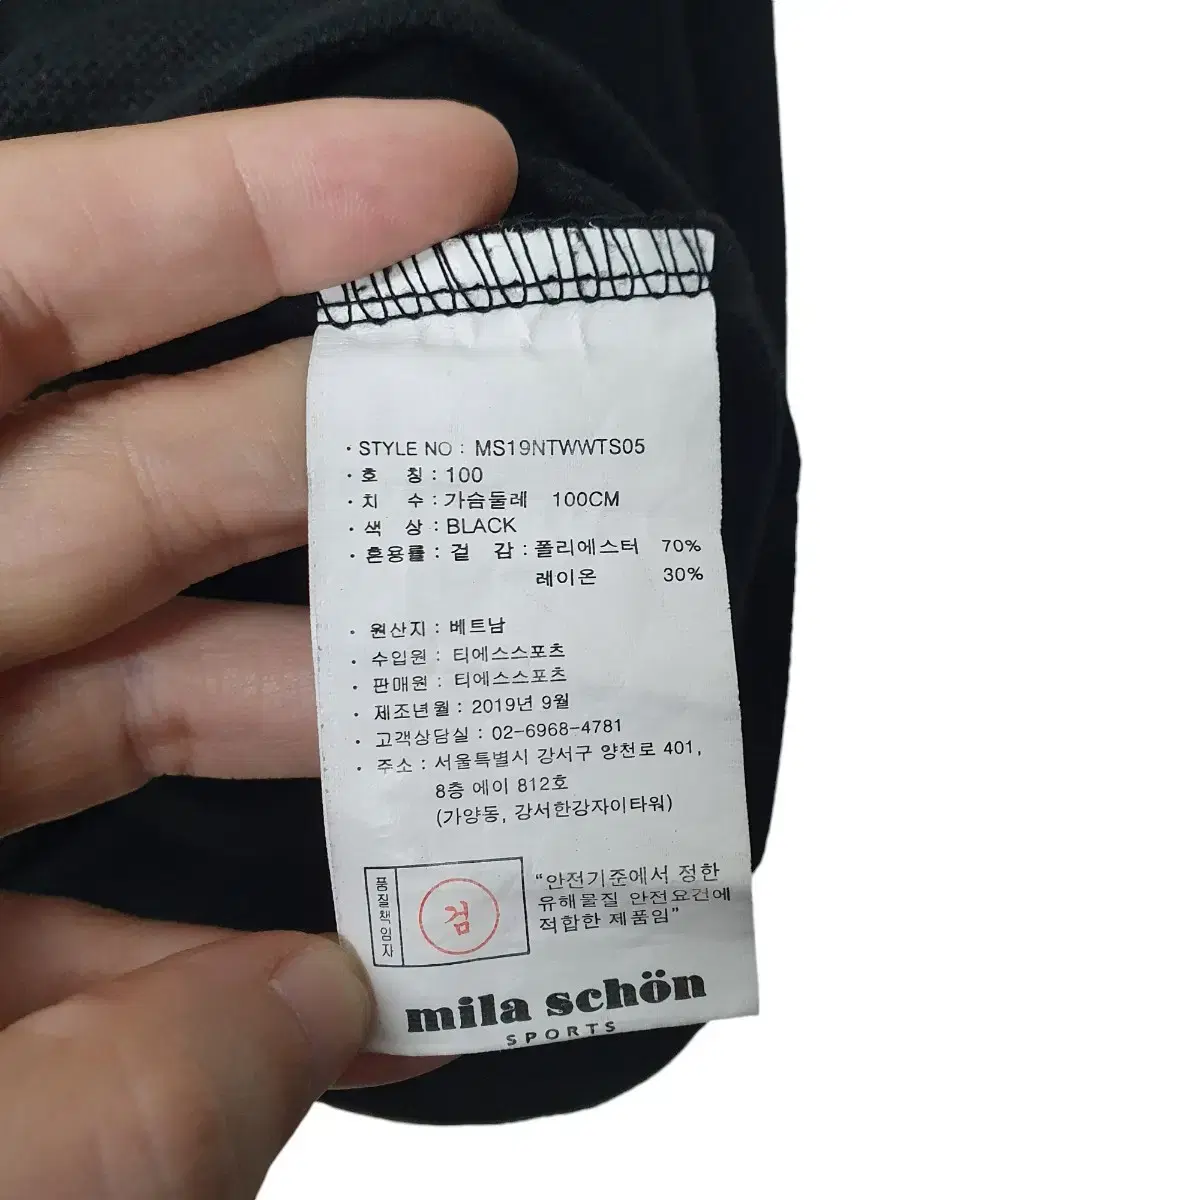 · STYLE NO : MS19NTWWTS05
· 호 칭 : 100
· 치 수 : 가슴둘레 100CM
· 색 상 : BLACK
· 혼용률 : 겉 감 : 폴리에스터 70%
레이온 30%
· 원산지 : 베트남
· 수입원 : 티에스스포츠
· 판매원 : 티에스스포츠
· 제조년월 : 2019년 9월
· 고객상담실 : 02-6968-4781
· 주소 : 서울특별시 강서구 양천로 401,
8층 에이 812호
(가양동, 강서한강자이타워)
품질책임자
검
“안전기준에서 정한
유해물질 안전요건에
적합한 제품임”
mila schön
SPORTS